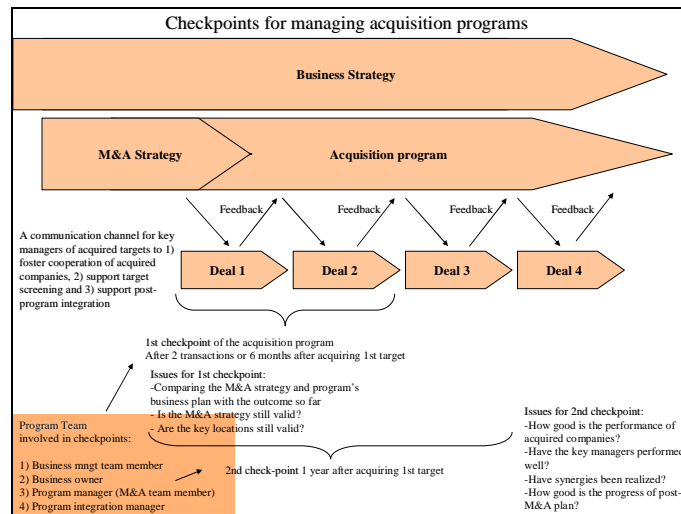 Checkpoints for managing acquisition programs
Business Strategy
M&A Strategy
Acquisition program
Feedback
Feedback
Feedback
Feedback
A communication channel for key
managers of acquired targets to 1)
foster cooperation of acquired
companies, 2) support target
screening and 3) support post-
program integration
Deal 1
Deal 2
Deal 3
Deal 4
1st checkpoint of the acquisition program
After 2 transactions or 6 months after acquiring 1st target
Issues for 1st checkpoint:
-Comparing the M&A strategy and program's
business plan with the outcome so far
- Is the M&A strategy still valid?
- Are the key locations still valid?
Program Team
involved in checkpoints:
1) Business mngt team member
2) Business owner
3) Program manager (M&A team member)
4) Program integration manager
2nd check-point 1 year after acquiring 1st target
Issues for 2nd checkpoint:
-How good is the performance of
acquired companies?
-Have the key managers performed
well?
-Have synergies been realized?
-How good is the progress of post-
M&A plan?